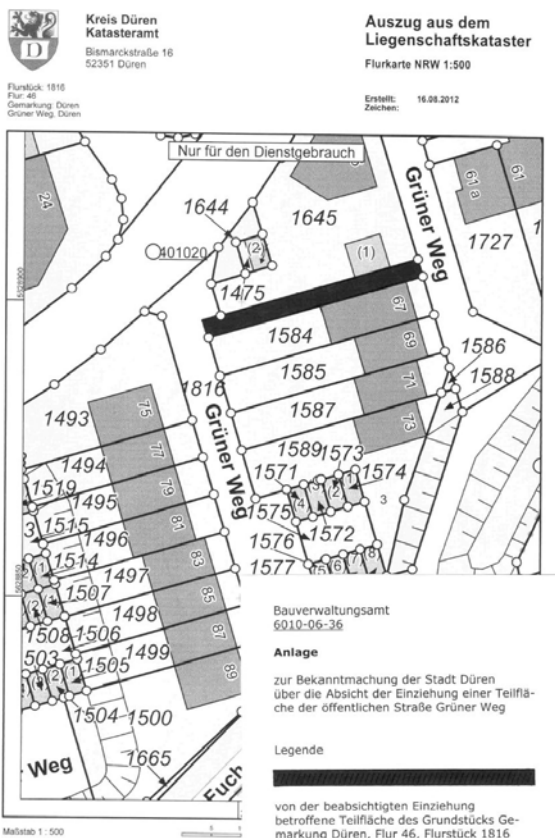 Kreis Düren
Katasteramt
Bismarckstraße 16
52351 Düren
D
Flurstück: 1816
Flur: 46
Gemarkung: Düren
Grüner Weg, Düren
Auszug aus dem
Liegenschaftskataster
Flurkarte NRW 1:500
Erstellt: 16.08.2012
Zeichen:
Nur für den Dienstgebrauch
24
1644
1645
Grüner Weg
61 a
61
1727
401020
(2)
(1)
1475
67
1584
69
1586
1585
71
1588
1587
73
1816
Grüner Weg
1493
75
77
1494
79
1519
1495
81
1515
1496
83
1514
1497
85
1507
1498
87
1508
1506
1499
89
503
1505
1504
1500
1665
Weg
Fuch
1589
1573
1571
1574
1575
1572
3
1576
1577
Bauverwaltungsamt
6010-06-36
Anlage
zur Bekanntmachung der Stadt Düren
über die Absicht der Einziehung einer Teilflä-
che der öffentlichen Straße Grüner Weg
Legende
von der beabsichtigten Einziehung
betroffene Teilfläche des Grundstücks Ge-
markung Düren, Flur 46, Flurstück 1816
Maßstab 1 : 500